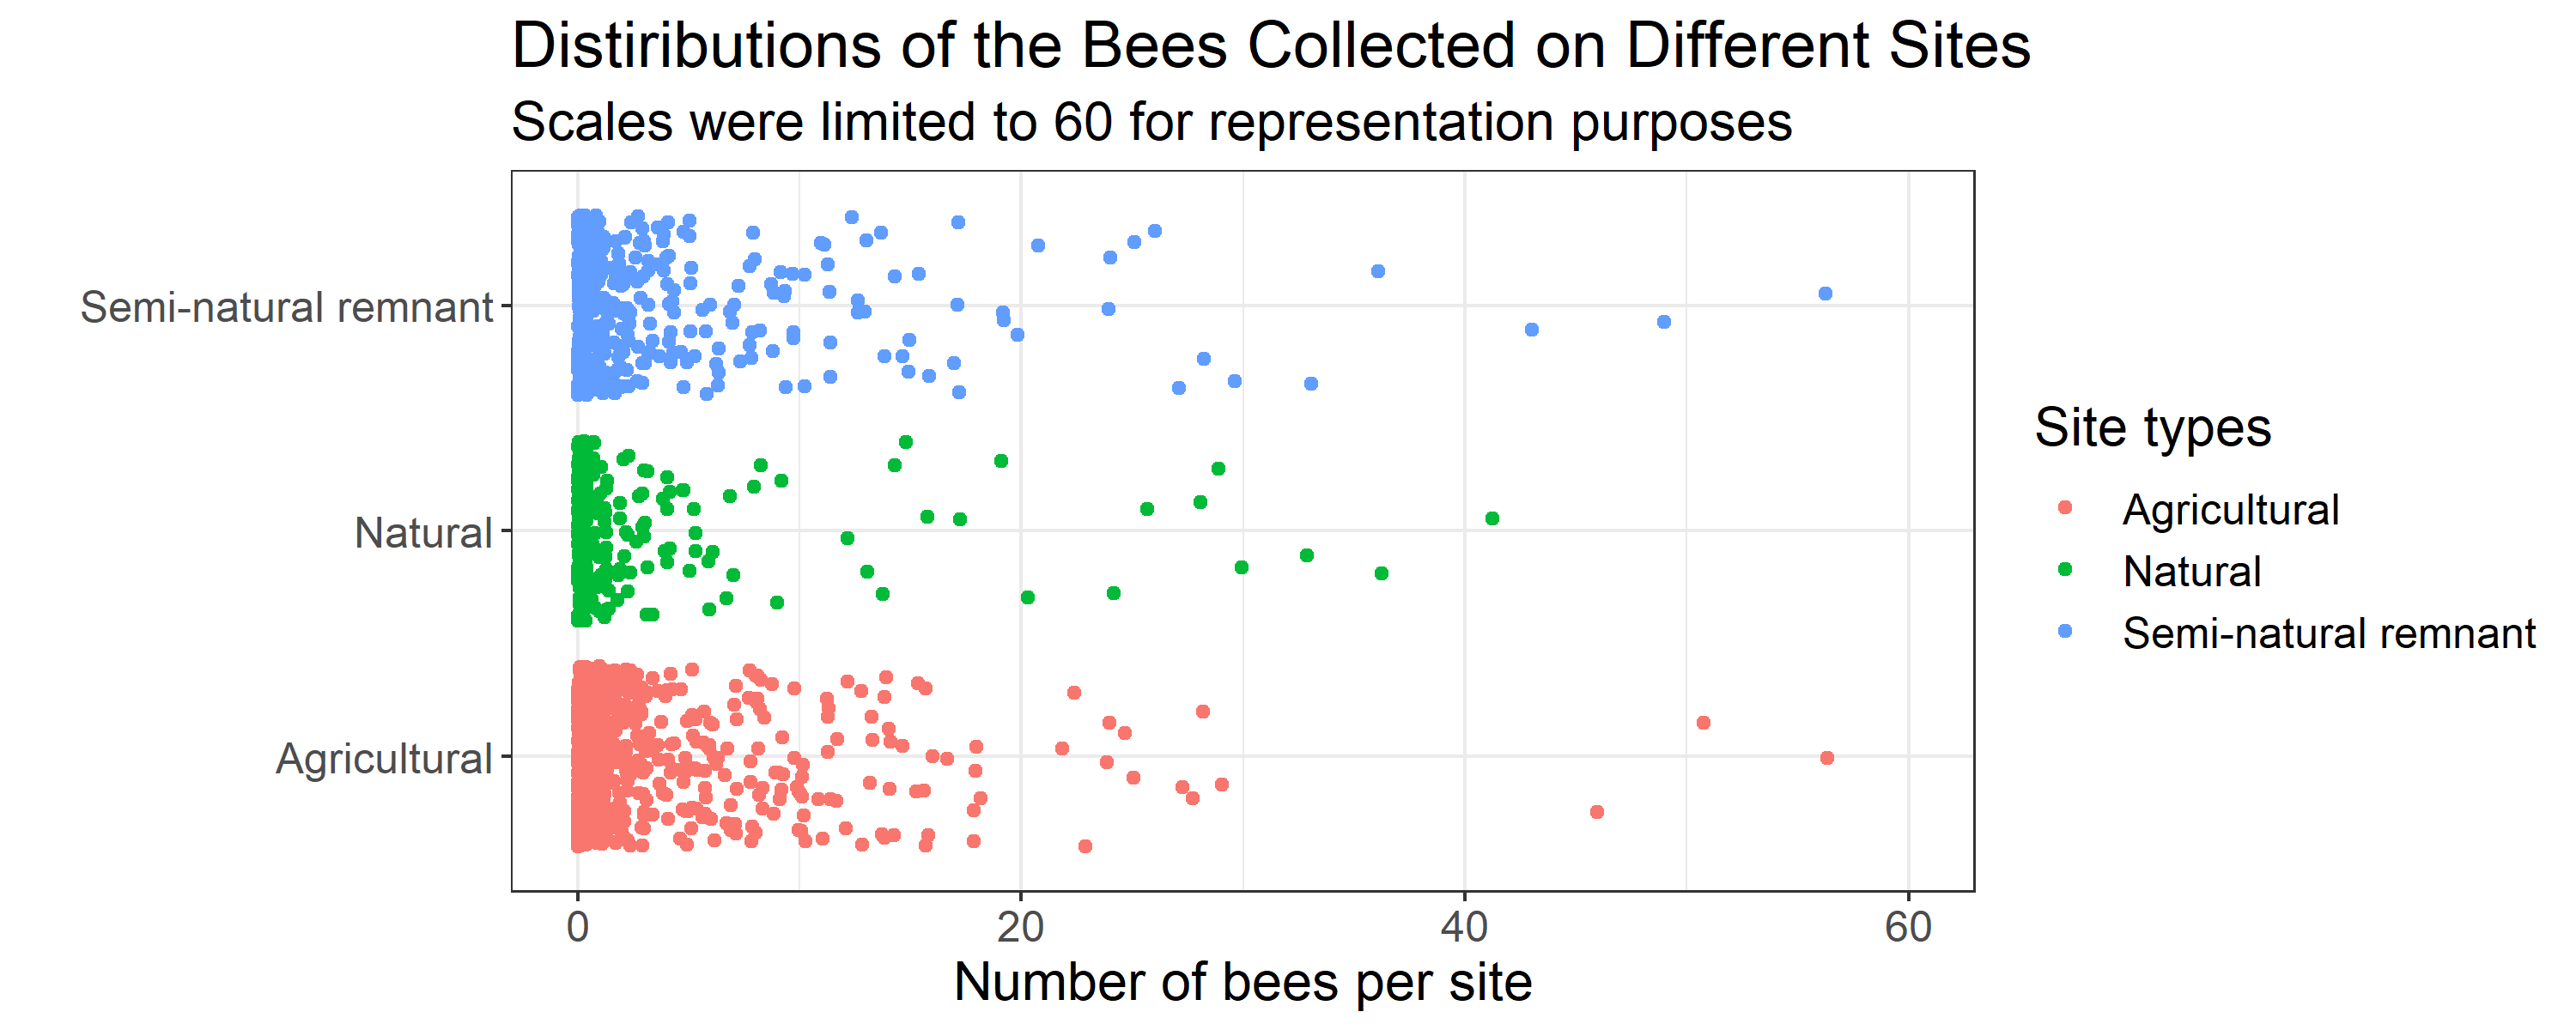 Distiributions of the Bees Collected on Different Sites
Scales were limited to 60 for representation purposes
Semi-natural remnant
Natural
Agricultural
0 20 40 60
Number of bees per site
Site types
Agricultural
Natural
Semi-natural remnant